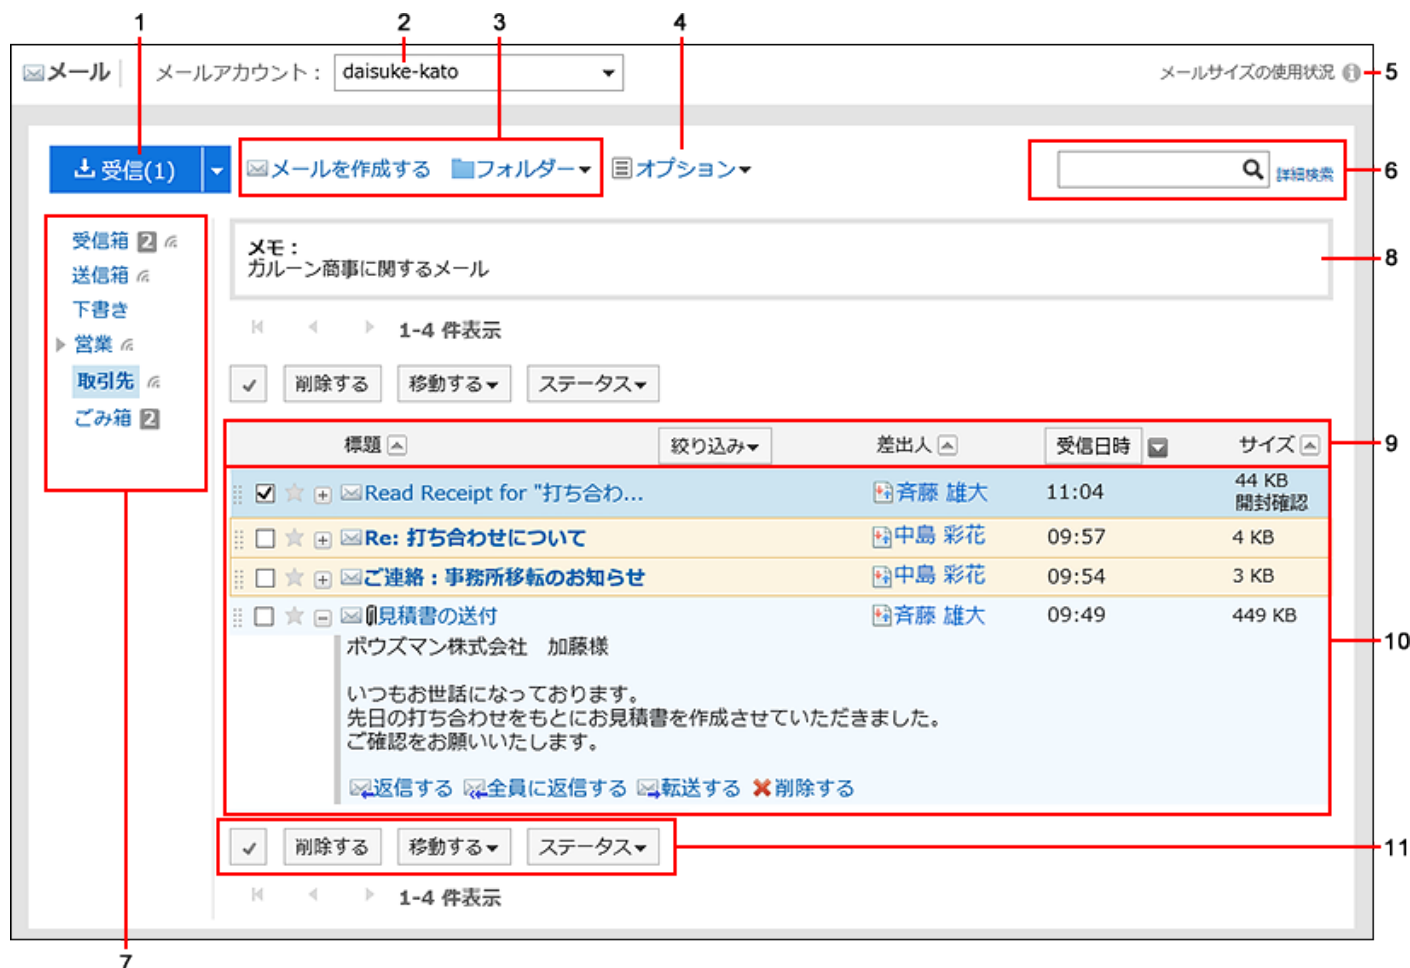 1 2 3 4
メール メールアカウント： daisuke-kato メールサイズの使用状況 5
受信(1) メールを作成する フォルダー オプション 詳細検索 6
受信箱 2
送信箱
下書き
営業
取引先
ごみ箱 2
7
メモ：
ガルーン商事に関するメール
8
1-4 件表示
削除する 移動する ステータス
標題 絞り込み 差出人 受信日時 サイズ 9
Read Receipt for "打ち合わ... 斉藤 雄大 11:04 44 KB
開封確認
Re: 打ち合わせについて 中島 彩花 09:57 4 KB
ご連絡：事務所移転のお知らせ 中島 彩花 09:54 3 KB
見積書の送付 斉藤 雄大 09:49 449 KB
ボウズマン株式会社　加藤様
10
いつもお世話になっております。
先日の打ち合わせをもとにお見積書を作成させていただきました。
ご確認をお願いいたします。
返信する 全員に返信する 転送する 削除する
削除する 移動する ステータス 11
1-4 件表示